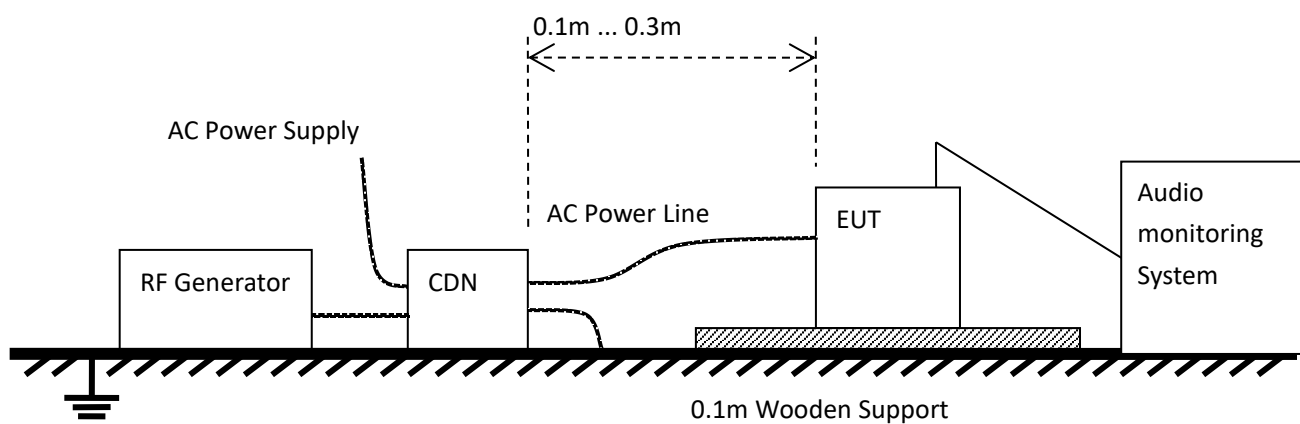 0.1m ... 0.3m
AC Power Supply
AC Power Line
RF Generator
CDN
EUT
Audio
monitoring
System
0.1m Wooden Support